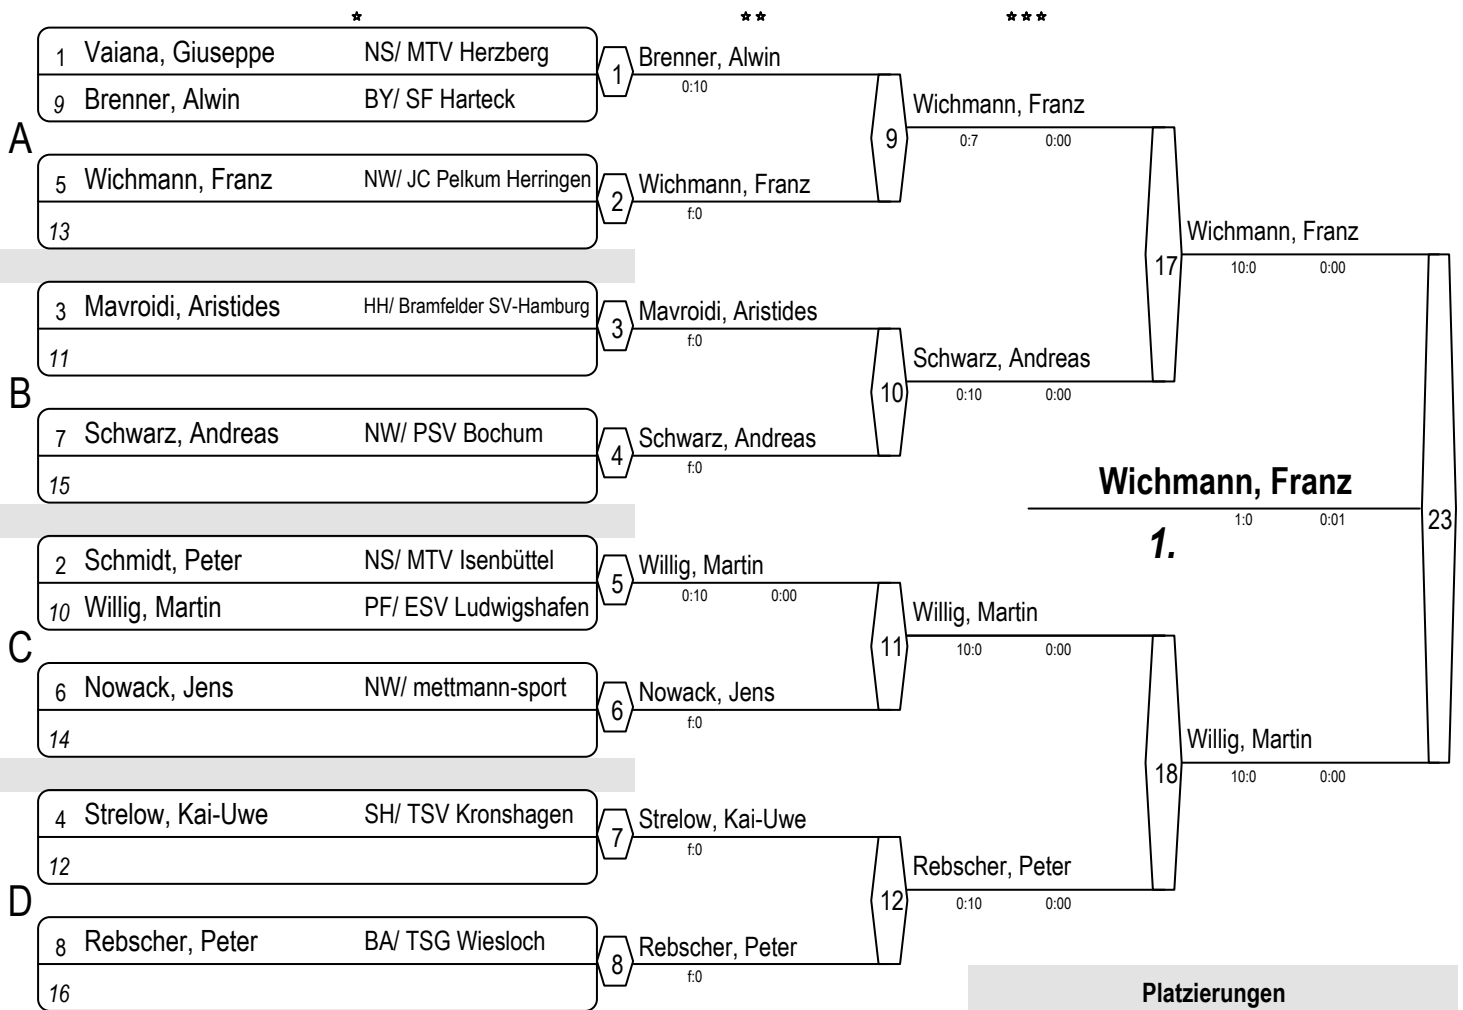 * ** ***
1 Vaiana, Giuseppe NS/ MTV Herzberg
9 Brenner, Alwin BY/ SF Harteck
1 Brenner, Alwin
0:10
A
5 Wichmann, Franz NW/ JC Pelkum Herringen
13
2 Wichmann, Franz
f:0
9 Wichmann, Franz
0:7 0:00
3 Mavroidi, Aristides HH/ Bramfelder SV-Hamburg
11
3 Mavroidi, Aristides
f:0
B
7 Schwarz, Andreas NW/ PSV Bochum
15
4 Schwarz, Andreas
f:0
10 Schwarz, Andreas
0:10 0:00
17 Wichmann, Franz
10:0 0:00
2 Schmidt, Peter NS/ MTV Isenbüttel
10 Willig, Martin PF/ ESV Ludwigshafen
5 Willig, Martin
0:10 0:00
C
6 Nowack, Jens NW/ mettmann-sport
14
6 Nowack, Jens
f:0
11 Willig, Martin
10:0 0:00
4 Strelow, Kai-Uwe SH/ TSV Kronshagen
12
7 Strelow, Kai-Uwe
f:0
D
8 Rebscher, Peter BA/ TSG Wiesloch
16
8 Rebscher, Peter
f:0
12 Rebscher, Peter
0:10 0:00
18 Willig, Martin
10:0 0:00
23 Wichmann, Franz
1:0 0:01
1.
Platzierungen